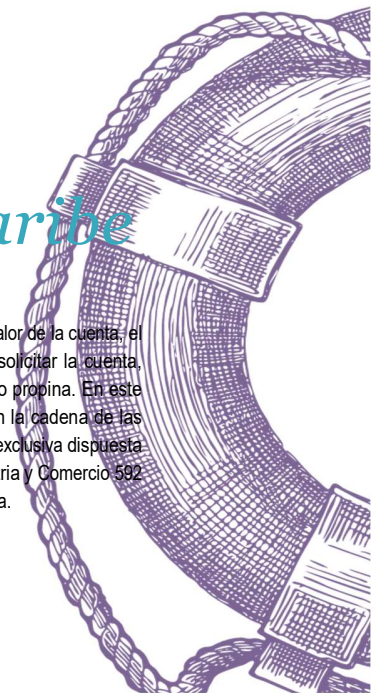 aribe
alor de la cuenta, el
solicitar la cuenta,
o propina. En este
n la cadena de las
exclusiva dispuesta
ria y Comercio 592
a.